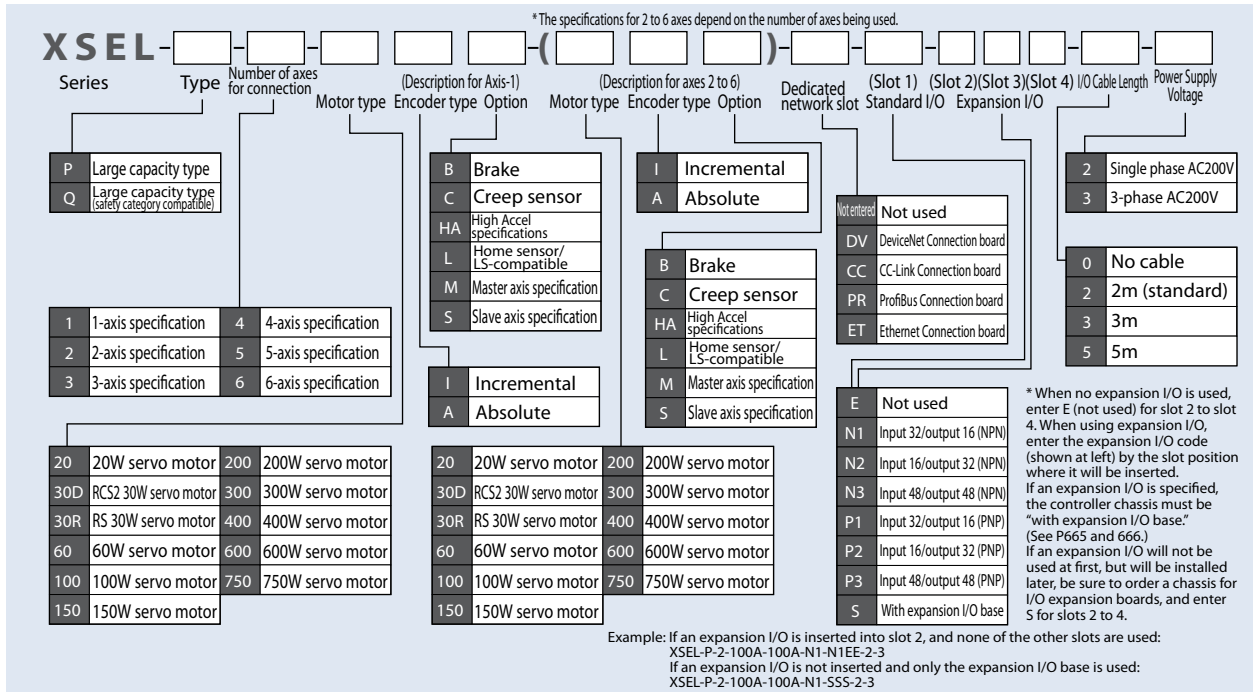 * The specifications for 2 to 6 axes depend on the number of axes being used.
XSEL-
-
-
-(
)-
-
-
-
-
Series
Type
Number of axes
for connection
(Description for Axis-1)
Motor type
Encoder type
Option
(Description for axes 2 to 6)
Motor type
Encoder type
Option
Dedicated
network slot
(Slot 1)
Standard I/O
(Slot 2)(Slot 3)(Slot 4)
Expansion I/O
I/O Cable Length
Power Supply
Voltage
P Large capacity type
Q Large capacity type
(safety category compatible)
1 1-axis specification 4 4-axis specification
2 2-axis specification 5 5-axis specification
3 3-axis specification 6 6-axis specification
20 20W servo motor 200 200W servo motor
30D RCS2 30W servo motor 300 300W servo motor
30R RS 30W servo motor 400 400W servo motor
60 60W servo motor 600 600W servo motor
100 100W servo motor 750 750W servo motor
150 150W servo motor
B Brake
C Creep sensor
HA High Accel
specifications
L Home sensor/
LS-compatible
M Master axis specification
S Slave axis specification
I Incremental
A Absolute
20 20W servo motor 200 200W servo motor
30D RCS2 30W servo motor 300 300W servo motor
30R RS 30W servo motor 400 400W servo motor
60 60W servo motor 600 600W servo motor
100 100W servo motor 750 750W servo motor
150 150W servo motor
I Incremental
A Absolute
B Brake
C Creep sensor
HA High Accel
specifications
L Home sensor/
LS-compatible
M Master axis specification
S Slave axis specification
Not entered Not used
DV DeviceNet Connection board
CC CC-Link Connection board
PR ProfiBus Connection board
ET Ethernet Connection board
E Not used
N1 Input 32/output 16 (NPN)
N2 Input 16/output 32 (NPN)
N3 Input 48/output 48 (NPN)
P1 Input 32/output 16 (PNP)
P2 Input 16/output 32 (PNP)
P3 Input 48/output 48 (PNP)
S With expansion I/O base
2 Single phase AC200V
3 3-phase AC200V
0 No cable
2 2m (standard)
3 3m
5 5m
* When no expansion I/O is used,
enter E (not used) for slot 2 to slot
4. When using expansion I/O,
enter the expansion I/O code
(shown at left) by the slot position
where it will be inserted.
If an expansion I/O is specified,
the controller chassis must be
"with expansion I/O base."
(See P665 and 666.)
If an expansion I/O will not be
used at first, but will be installed
later, be sure to order a chassis for
I/O expansion boards, and enter
S for slots 2 to 4.
Example: If an expansion I/O is inserted into slot 2, and none of the other slots are used:
XSEL-P-2-100A-100A-N1-N1EE-2-3
If an expansion I/O is not inserted and only the expansion I/O base is used:
XSEL-P-2-100A-100A-N1-SSS-2-3